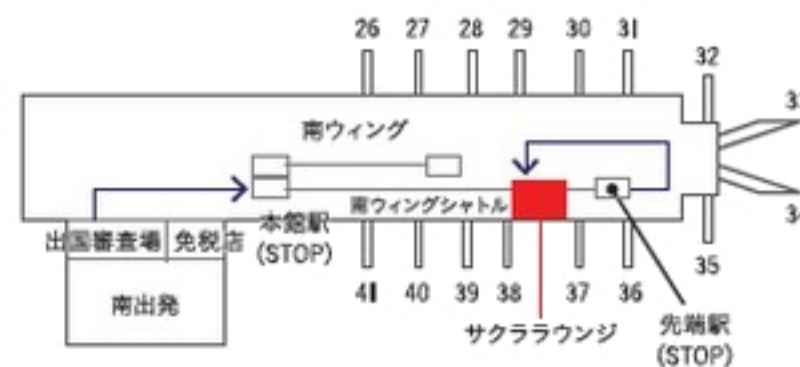 26 27 28 29 30 31
32
南ウィング
南ウィングシャトル
本館駅
(STOP)
出国審査場 免税店
南出発
41 40 39 38 37 36
35
サクララウンジ
先端駅
(STOP)